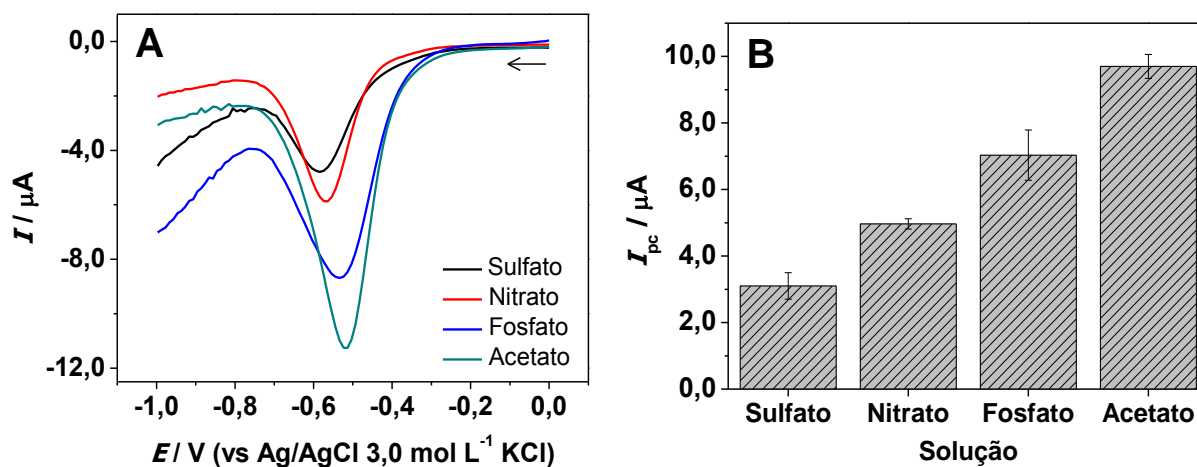 A
0,0
-4,0
-8,0
-12,0
I / µA
Sulfato
Nitrato
Fosfato
Acetato
-1,0 -0,8 -0,6 -0,4 -0,2 0,0
E / V (vs Ag/AgCl 3,0 mol L⁻¹ KCl)
B
10,0
8,0
6,0
4,0
2,0
0,0
Ipc / µA
Sulfato Nitrato Fosfato Acetato
Solução